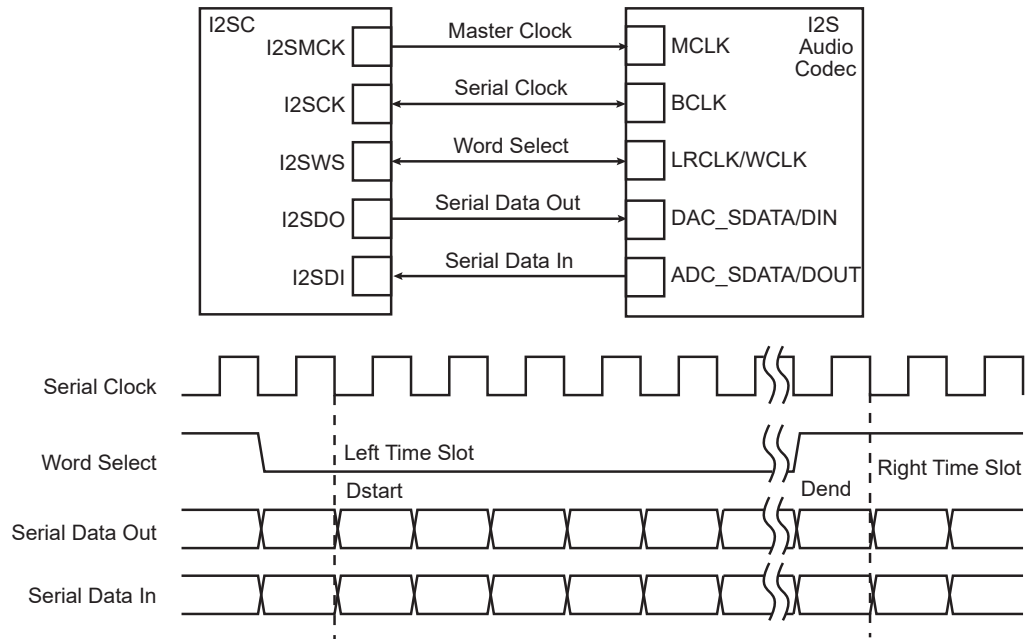 I2SC
I2SMCK
Master Clock
MCLK
I2S
Audio
Codec
I2SCK
Serial Clock
BCLK
I2SWS
Word Select
LRCLK/WCLK
I2SDO
Serial Data Out
DAC_SDATA/DIN
I2SDI
Serial Data In
ADC_SDATA/DOUT
Serial Clock
Word Select
Left Time Slot
Right Time Slot
Dstart
Dend
Serial Data Out
Serial Data In